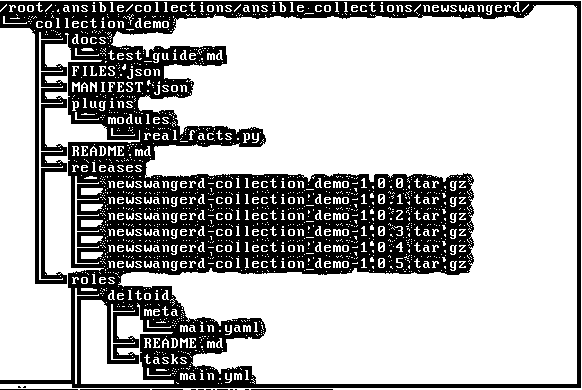 /root/.ansible/collections/ansible_collections/newswangerd/
collection_demo
docs
test_guide.md
FILES.json
MANIFEST.json
plugins
modules
real_facts.py
README.md
releases
newswangerd-collection_demo-1.0.0.tar.gz
newswangerd-collection_demo-1.0.1.tar.gz
newswangerd-collection_demo-1.0.2.tar.gz
newswangerd-collection_demo-1.0.3.tar.gz
newswangerd-collection_demo-1.0.4.tar.gz
newswangerd-collection_demo-1.0.5.tar.gz
roles
deltoid
meta
main.yaml
README.md
tasks
main.yml